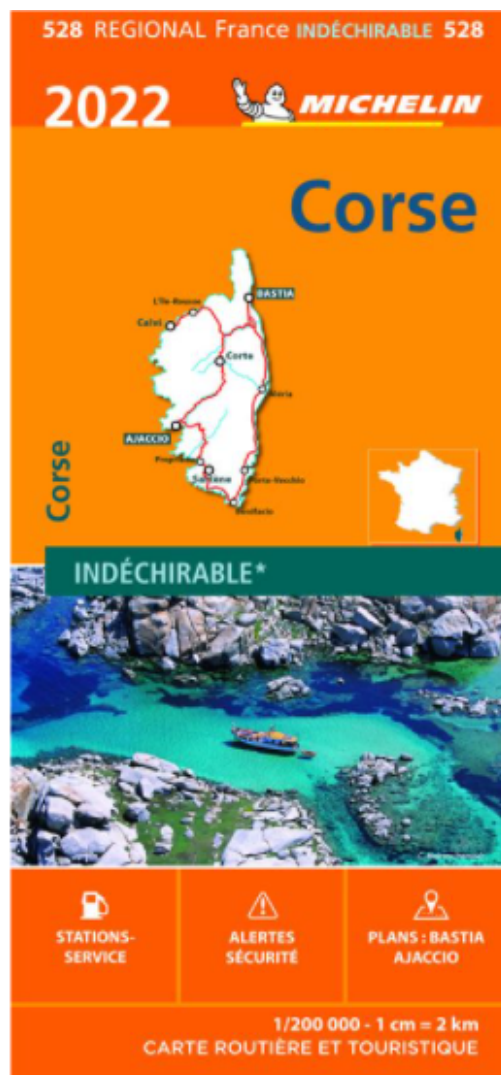 528 REGIONAL France INDÉCHIRABLE 528
2022
MICHELIN
Corse
L'Île-Rousse
BASTIA
Calvi
Corte
Aléria
AJACCIO
Sartène
Porto-Vecchio
Bonifacio
Corse
INDÉCHIRABLE*
STATIONS-
SERVICE
ALERTES
SÉCURITÉ
PLANS : BASTIA
AJACCIO
1/200 000 - 1 cm = 2 km
CARTE ROUTIÈRE ET TOURISTIQUE